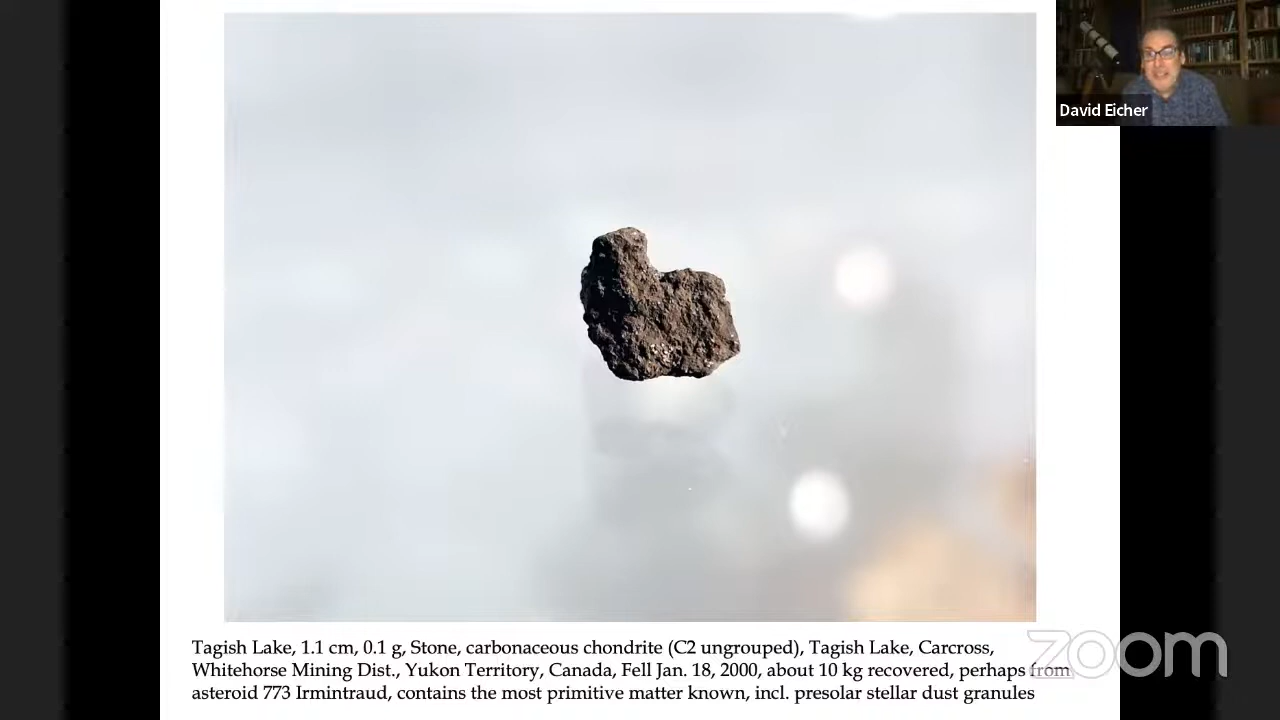 David Eicher
Tagish Lake, 1.1 cm, 0.1 g, Stone, carbonaceous chondrite (C2 ungrouped), Tagish Lake, Carcross,
Whitehorse Mining Dist., Yukon Territory, Canada, Fell Jan. 18, 2000, about 10 kg recovered, perhaps from
asteroid 773 Irmintraud, contains the most primitive matter known, incl. presolar stellar dust granules
zoom